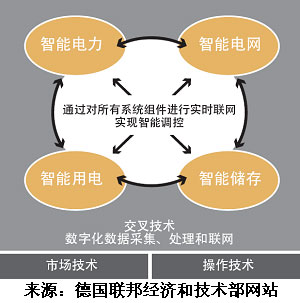 智能电力
智能电网
通过对所有系统组件进行实时联网
实现智能调控
智能用电
智能储存
交叉技术
数字化数据采集、处理和联网
市场技术
操作技术
来源：德国联邦经济和技术部网站